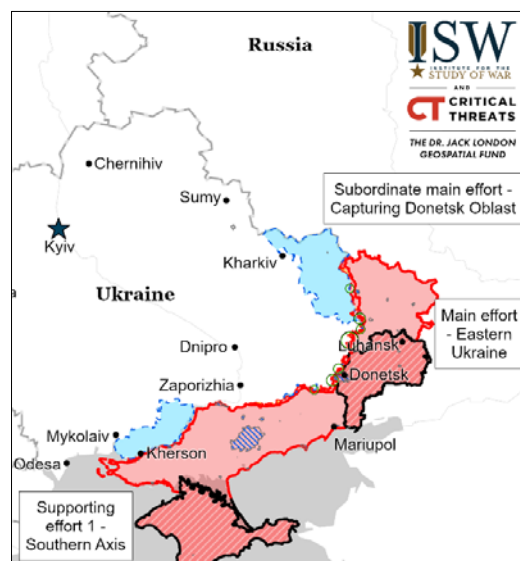 Russia
ISW
INSTITUTE FOR THE
STUDY OF WAR
AND
CT CRITICAL
THREATS
THE DR. JACK LONDON
GEOSPATIAL FUND
Chernihiv
Subordinate main effort -
Capturing Donetsk Oblast
Sumy
Kyiv
Kharkiv
Ukraine
Main effort
- Eastern
Ukraine
Dnipro
Luhansk
Donetsk
Zaporizhia
Mykolaiv
Mariupol
Kherson
Odesa
Supporting
effort 1 -
Southern Axis